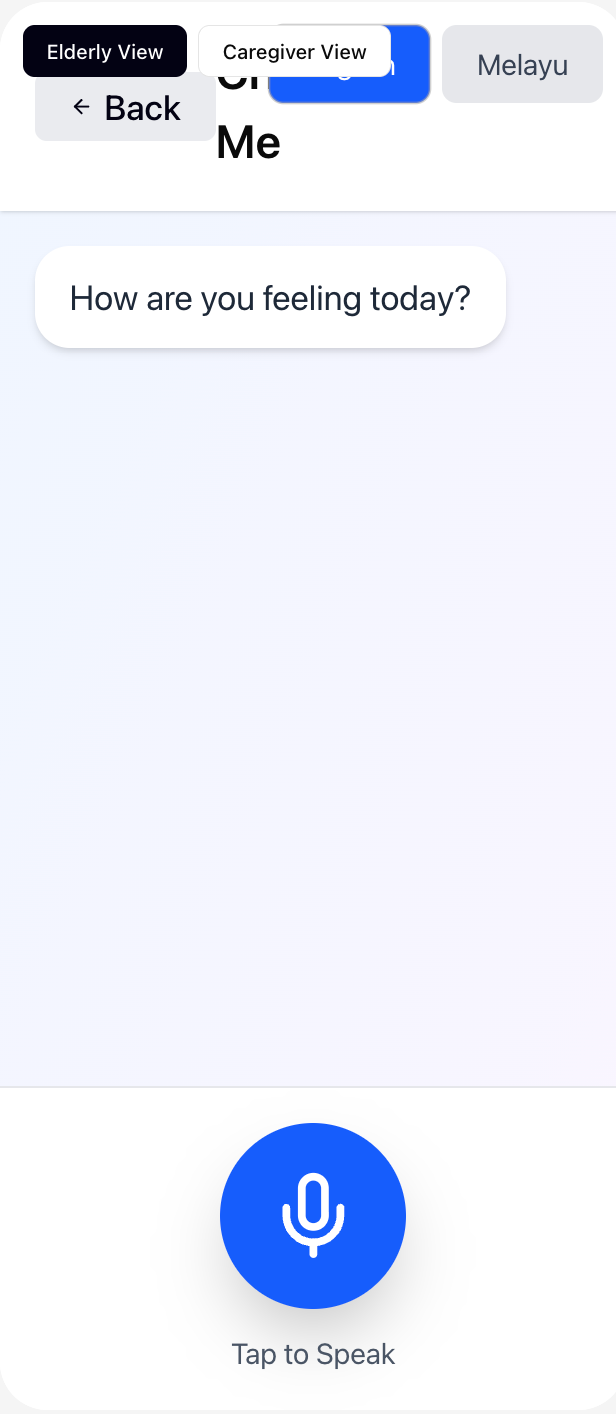 Elderly View
Caregiver View
Melayu
Back
Me
How are you feeling today?
Tap to Speak